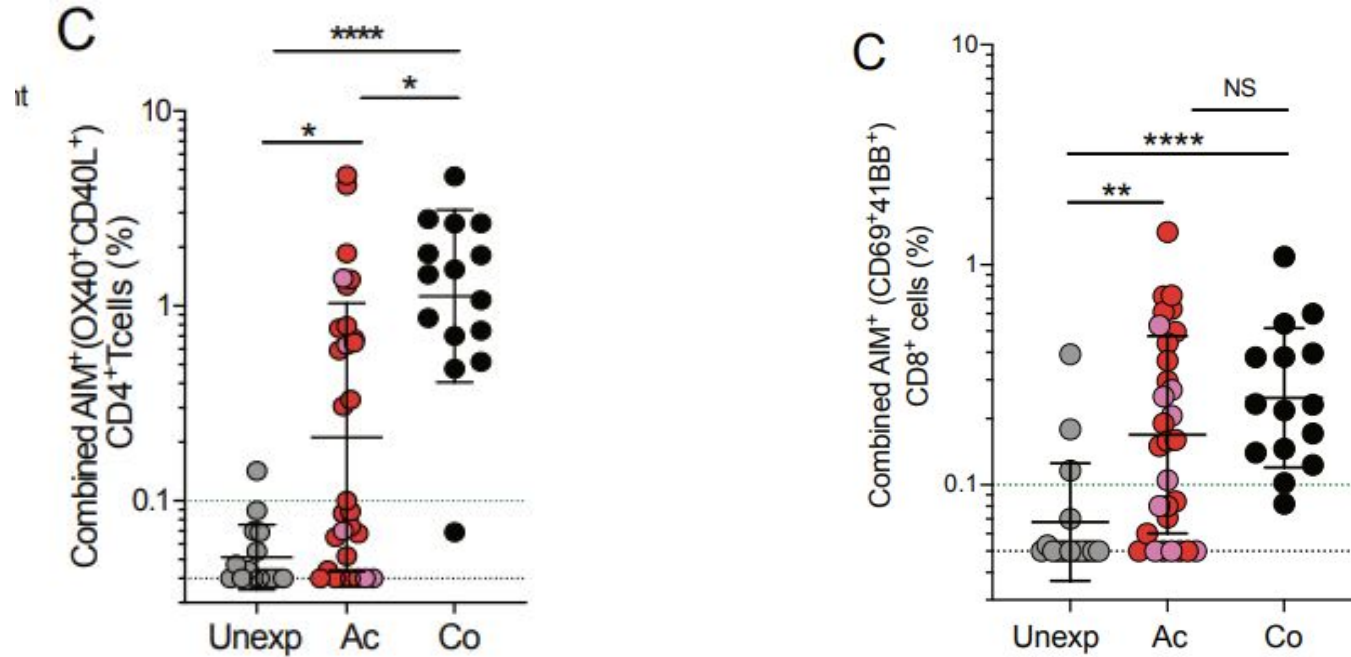 C
****
*
*
Combined AIM⁺(OX40⁺CD40L⁺)
CD4⁺Tcells (%)
10
1
0.1
Unexp
Ac
Co
C
NS
****
**
Combined AIM⁺ (CD69⁺41BB⁺)
CD8⁺ cells (%)
10
1
0.1
Unexp
Ac
Co